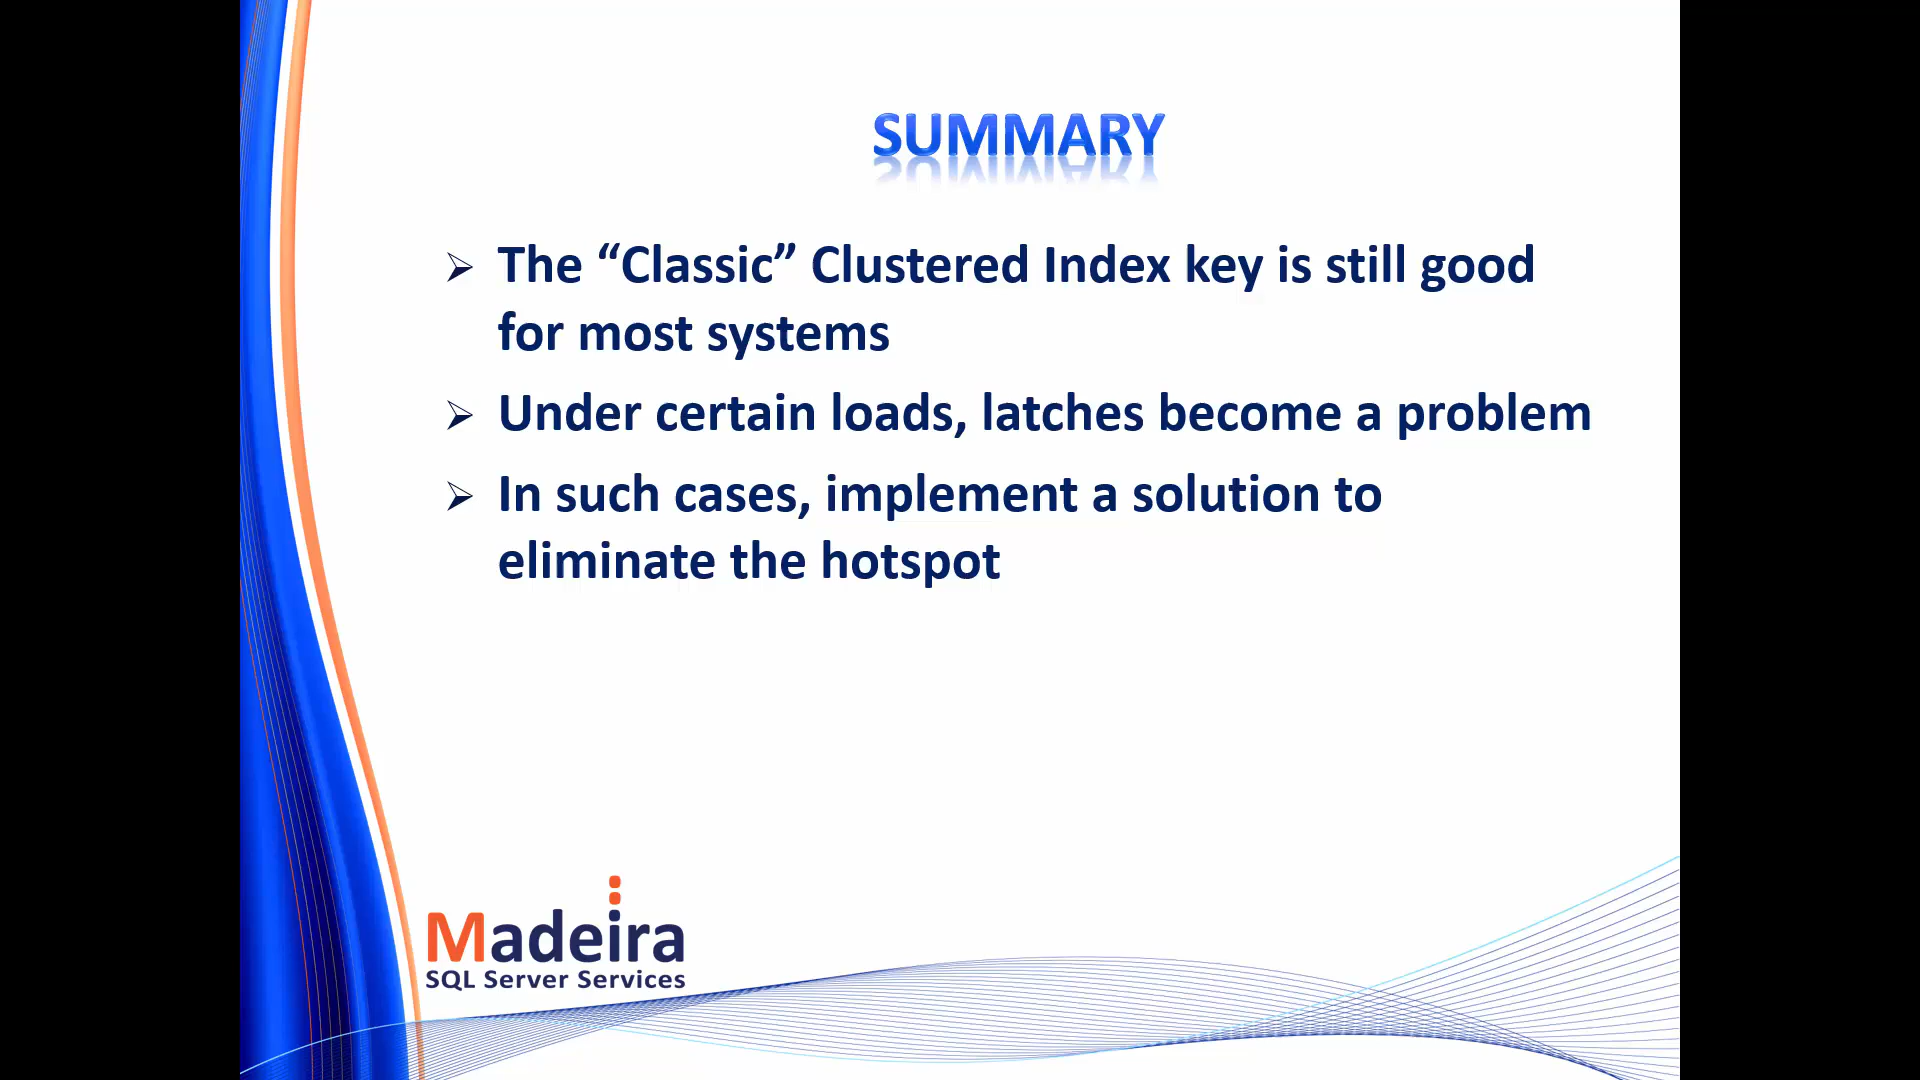 SUMMARY
➢ The “Classic” Clustered Index key is still good
for most systems
➢ Under certain loads, latches become a problem
➢ In such cases, implement a solution to
eliminate the hotspot
Madeira
SQL Server Services